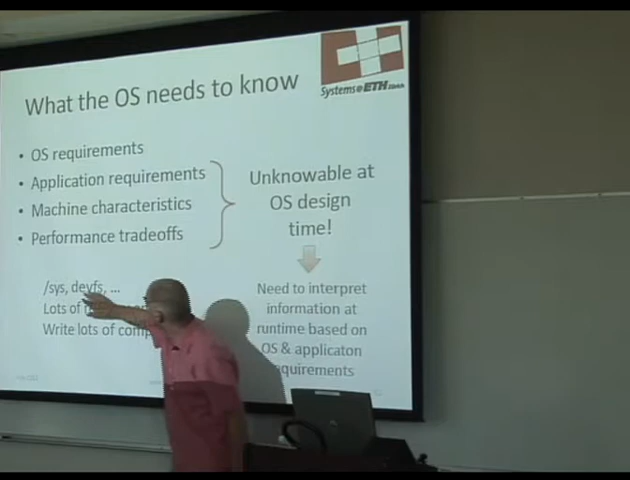 What the OS needs to know
Systems@ETH Zürich
• OS requirements
• Application requirements
• Machine characteristics
• Performance tradeoffs
Unknowable at
OS design
time!
/sys, devfs, ...
Lots of
Write lots of
Need to interpret
information at
runtime based on
OS & applicaton
quirements